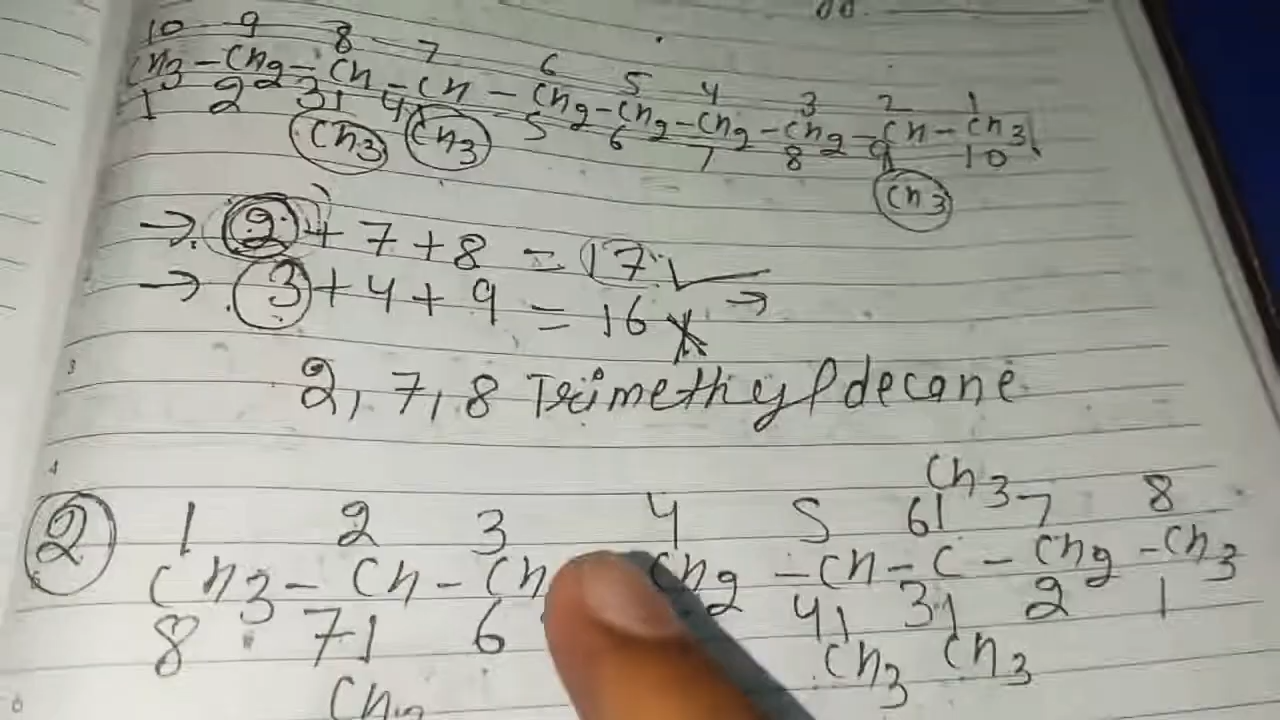 10 9 8 7 6 5 4 3 2 1
CH3 - CH2 - CH - CH - CH2 - CH2 - CH2 - CH2 - CH - CH3
1 2 3 4 5 6 7 8 9 10
CH3 CH3 CH3
→ 2 + 7 + 8 = 17 ✓
→ 3 + 4 + 9 = 16 X →
2, 7, 8 Trimethyl decane
CH3
② 1 2 3 4 5 6 7 8
CH3 - CH - CH CH2 - CH - C - CH2 - CH3
8 7 6 4 3 2 1
CH3 CH3